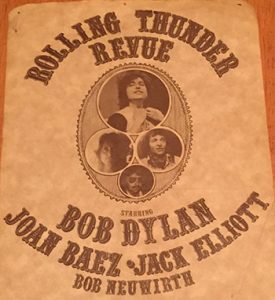 ROLLING THUNDER
REVUE
STARRING
BOB DYLAN
JOAN BAEZ • JACK ELLIOTT
BOB NEUWIRTH